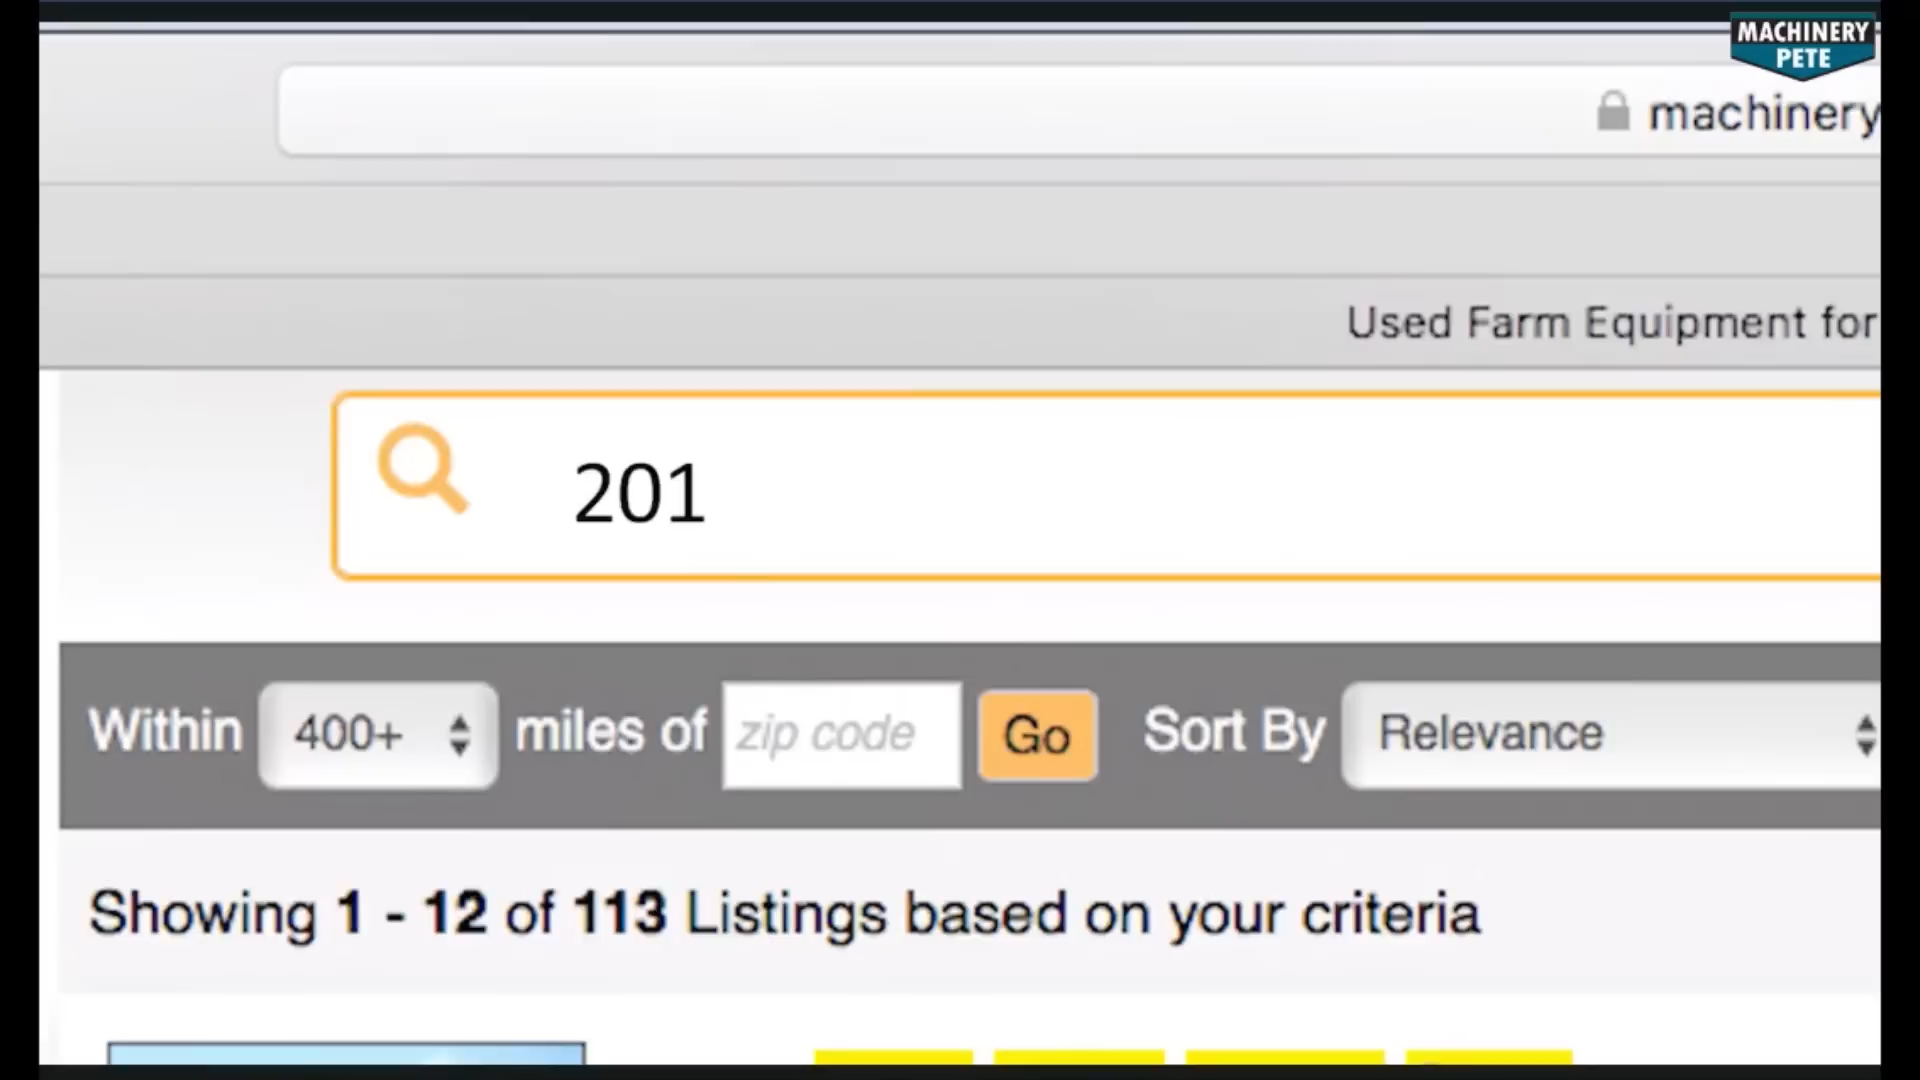 MACHINERY
PETE
machinery
Used Farm Equipment for
201
Within 400+ miles of zip code Go Sort By Relevance
Showing 1 - 12 of 113 Listings based on your criteria